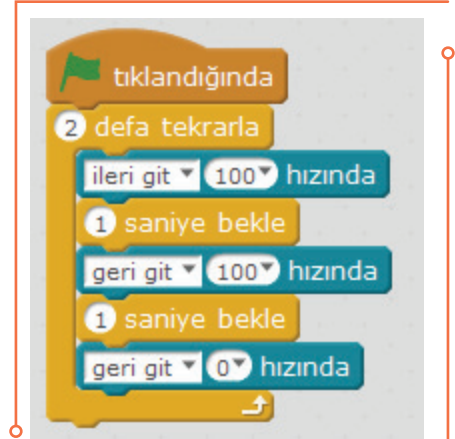 tıklandığında
2 defa tekrarla
ileri git 100 hızında
1 saniye bekle
geri git 100 hızında
1 saniye bekle
geri git 0 hızında